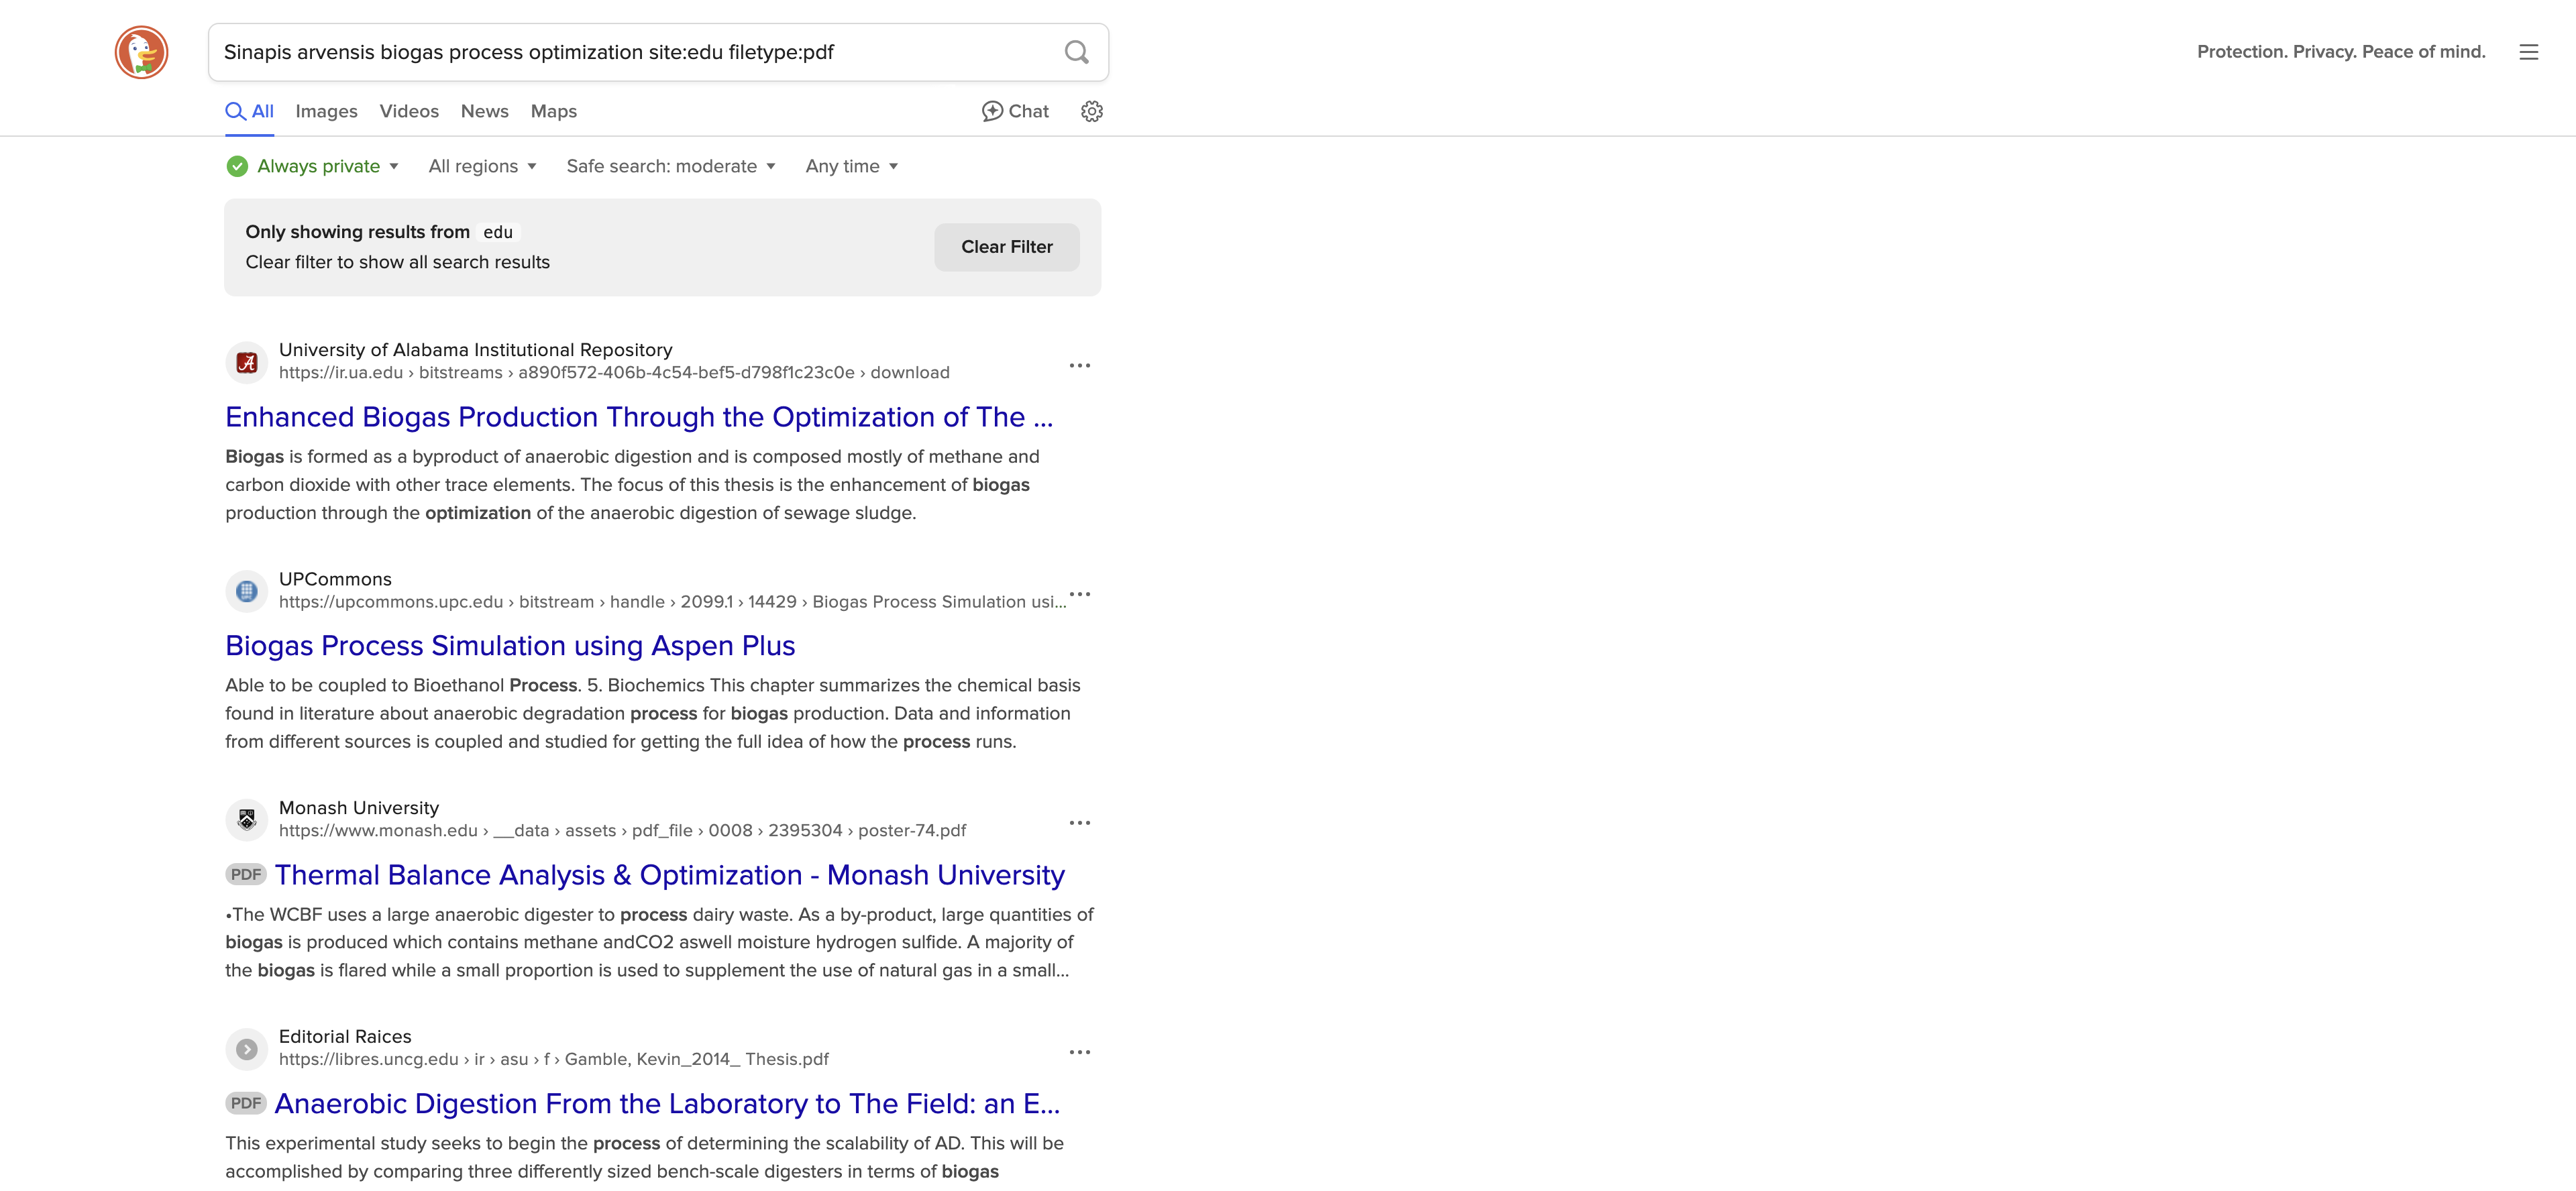 Sinapis arvensis biogas process optimization site:edu filetype:pdf
Protection. Privacy. Peace of mind.
All
Images
Videos
News
Maps
Chat
Always private
All regions
Safe search: moderate
Any time
Only showing results from edu
Clear filter to show all search results
Clear Filter
University of Alabama Institutional Repository
https://ir.ua.edu › bitstreams › a890f572-406b-4c54-bef5-d798f1c23c0e › download
Enhanced Biogas Production Through the Optimization of The ...
Biogas is formed as a byproduct of anaerobic digestion and is composed mostly of methane and
carbon dioxide with other trace elements. The focus of this thesis is the enhancement of biogas
production through the optimization of the anaerobic digestion of sewage sludge.
UPCommons
https://upcommons.upc.edu › bitstream › handle › 2099.1 › 14429 › Biogas Process Simulation usi...
Biogas Process Simulation using Aspen Plus
Able to be coupled to Bioethanol Process. 5. Biochemics This chapter summarizes the chemical basis
found in literature about anaerobic degradation process for biogas production. Data and information
from different sources is coupled and studied for getting the full idea of how the process runs.
Monash University
https://www.monash.edu › __data › assets › pdf_file › 0008 › 2395304 › poster-74.pdf
PDF Thermal Balance Analysis & Optimization - Monash University
•The WCBF uses a large anaerobic digester to process dairy waste. As a by-product, large quantities of
biogas is produced which contains methane andCO2 aswell moisture hydrogen sulfide. A majority of
the biogas is flared while a small proportion is used to supplement the use of natural gas in a small...
Editorial Raices
https://libres.uncg.edu › ir › asu › f › Gamble, Kevin_2014_ Thesis.pdf
PDF Anaerobic Digestion From the Laboratory to The Field: an E...
This experimental study seeks to begin the process of determining the scalability of AD. This will be
accomplished by comparing three differently sized bench-scale digesters in terms of biogas